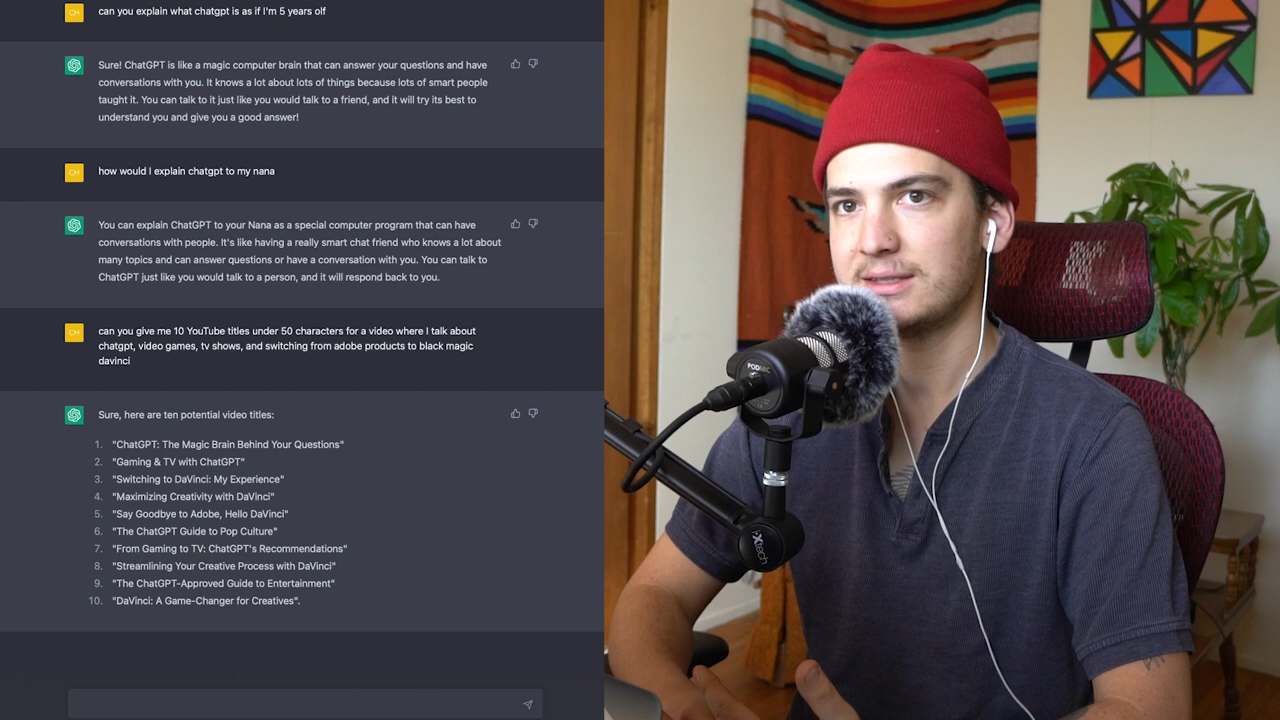 CH
can you explain what chatgpt is as if I'm 5 years olf
Sure! ChatGPT is like a magic computer brain that can answer your questions and have
conversations with you. It knows a lot about lots of things because lots of smart people
taught it. You can talk to it just like you would talk to a friend, and it will try its best to
understand you and give you a good answer!
CH
how would I explain chatgpt to my nana
You can explain ChatGPT to your Nana as a special computer program that can have
conversations with people. It's like having a really smart chat friend who knows a lot about
many topics and can answer questions or have a conversation with you. You can talk to
ChatGPT just like you would talk to a person, and it will respond back to you.
CH
can you give me 10 YouTube titles under 50 characters for a video where I talk about
chatgpt, video games, tv shows, and switching from adobe products to black magic
davinci
Sure, here are ten potential video titles:
1. "ChatGPT: The Magic Brain Behind Your Questions"
2. "Gaming & TV with ChatGPT"
3. "Switching to DaVinci: My Experience"
4. "Maximizing Creativity with DaVinci"
5. "Say Goodbye to Adobe, Hello DaVinci"
6. "The ChatGPT Guide to Pop Culture"
7. "From Gaming to TV: ChatGPT's Recommendations"
8. "Streamlining Your Creative Process with DaVinci"
9. "The ChatGPT-Approved Guide to Entertainment"
10. "DaVinci: A Game-Changer for Creatives".
PODMIC
iXtech